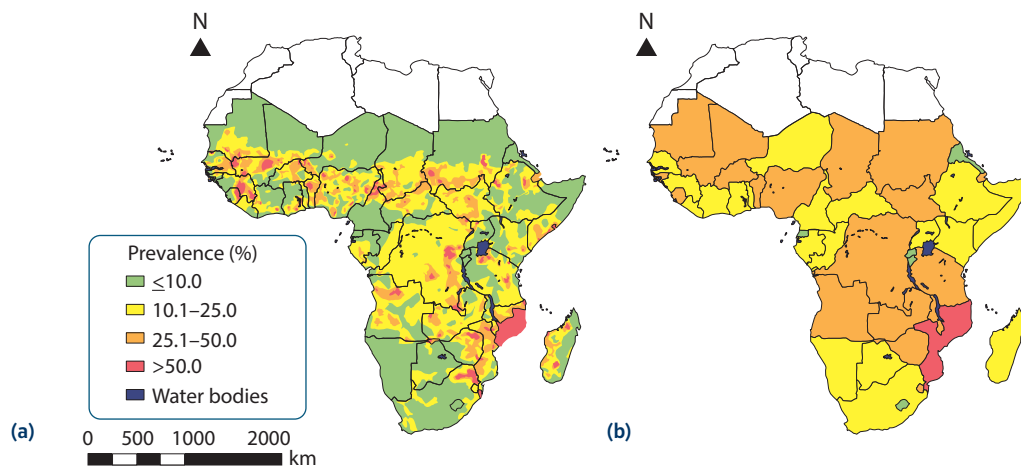 N
N
Prevalence (%)
≤10.0
10.1–25.0
25.1–50.0
>50.0
Water bodies
(a)
(b)
0 500 1000 2000
km